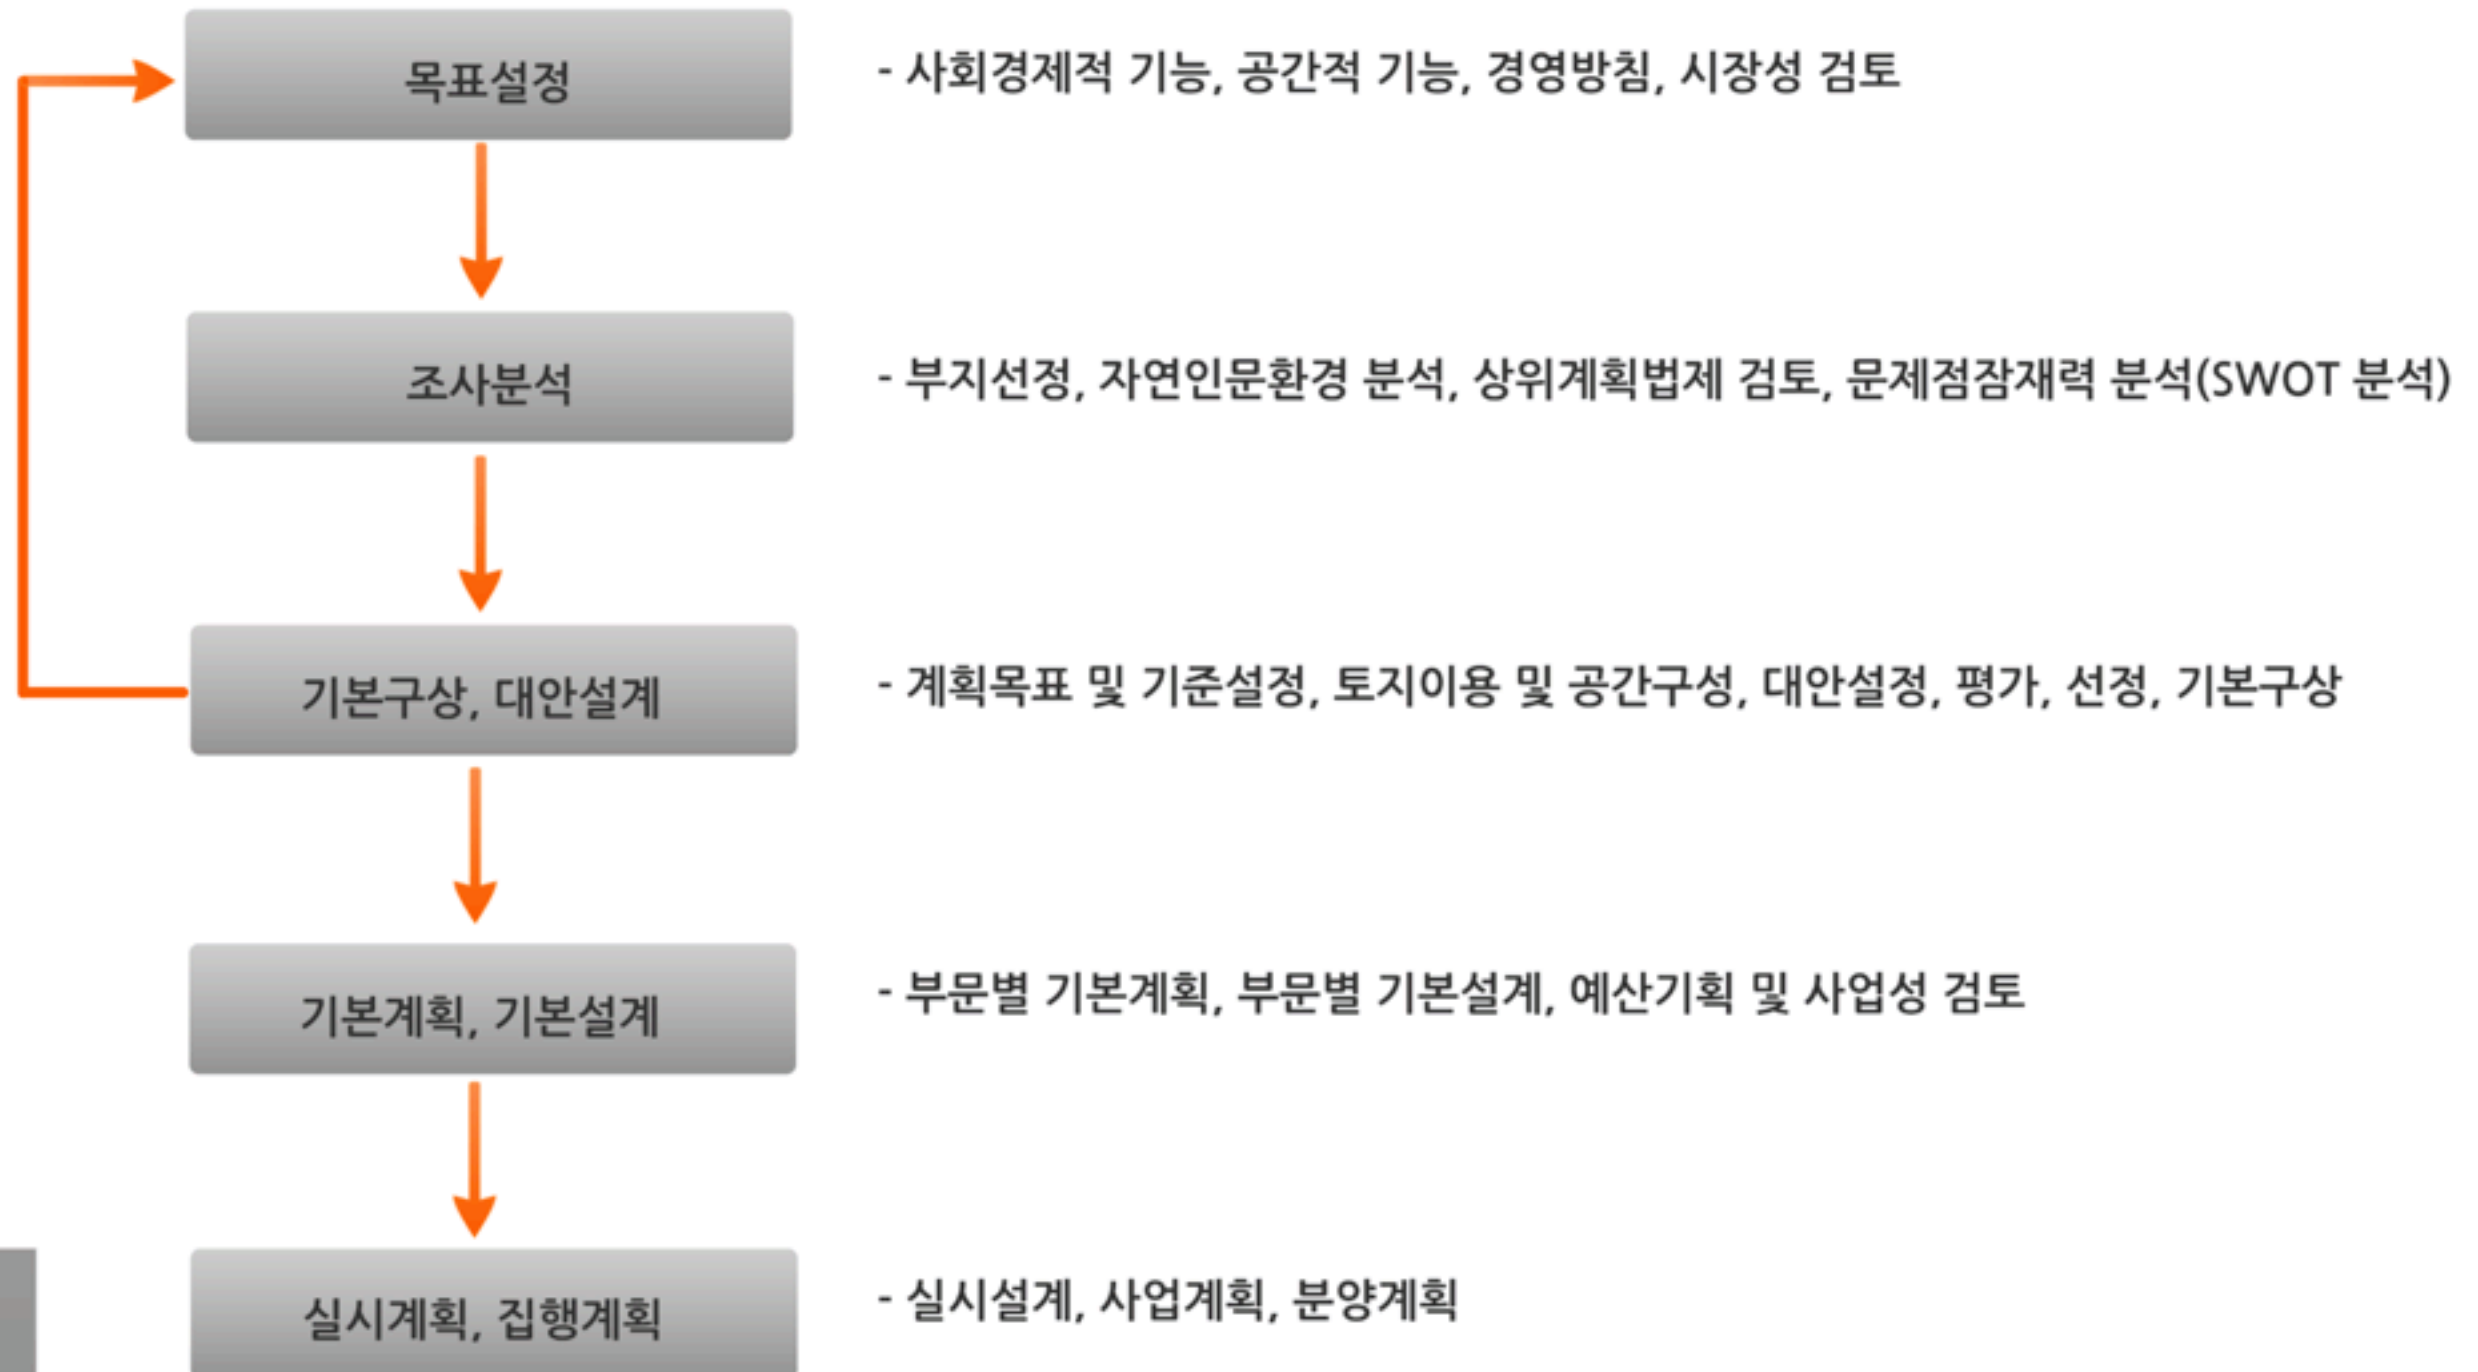 목표설정
- 사회경제적 기능, 공간적 기능, 경영방침, 시장성 검토
조사분석
- 부지선정, 자연인문환경 분석, 상위계획법제 검토, 문제점잠재력 분석(SWOT 분석)
기본구상, 대안설계
- 계획목표 및 기준설정, 토지이용 및 공간구성, 대안설정, 평가, 선정, 기본구상
기본계획, 기본설계
- 부문별 기본계획, 부문별 기본설계, 예산기획 및 사업성 검토
실시계획, 집행계획
- 실시설계, 사업계획, 분양계획